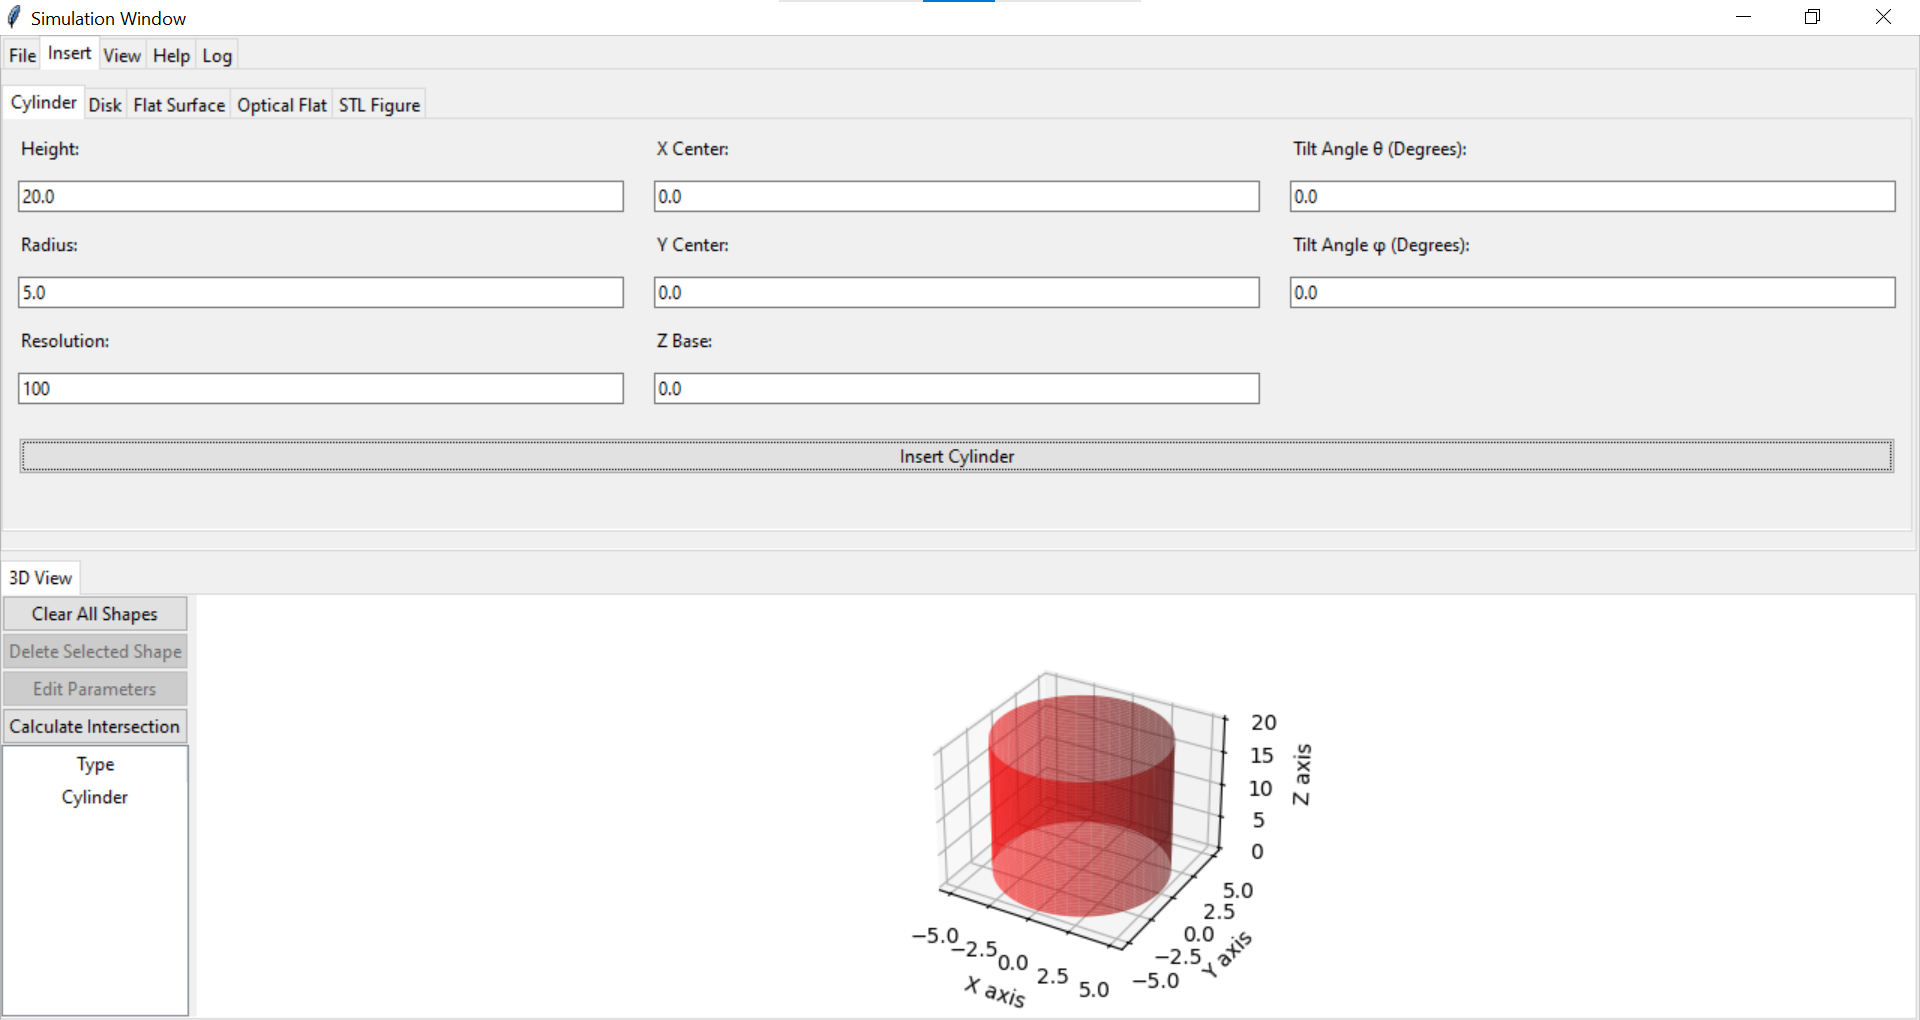 Simulation Window
File Insert View Help Log
Cylinder Disk Flat Surface Optical Flat STL Figure
Height: X Center: Tilt Angle θ (Degrees):
20.0 0.0 0.0
Radius: Y Center: Tilt Angle φ (Degrees):
5.0 0.0 0.0
Resolution: Z Base:
100 0.0
Insert Cylinder
3D View
Clear All Shapes
Delete Selected Shape
Edit Parameters
Calculate Intersection
Type
Cylinder
20
15
10
5
0
Z axis
5.0
2.5
0.0
−2.5
−5.0
Y axis
−5.0
−2.5
0.0
2.5
5.0
X axis